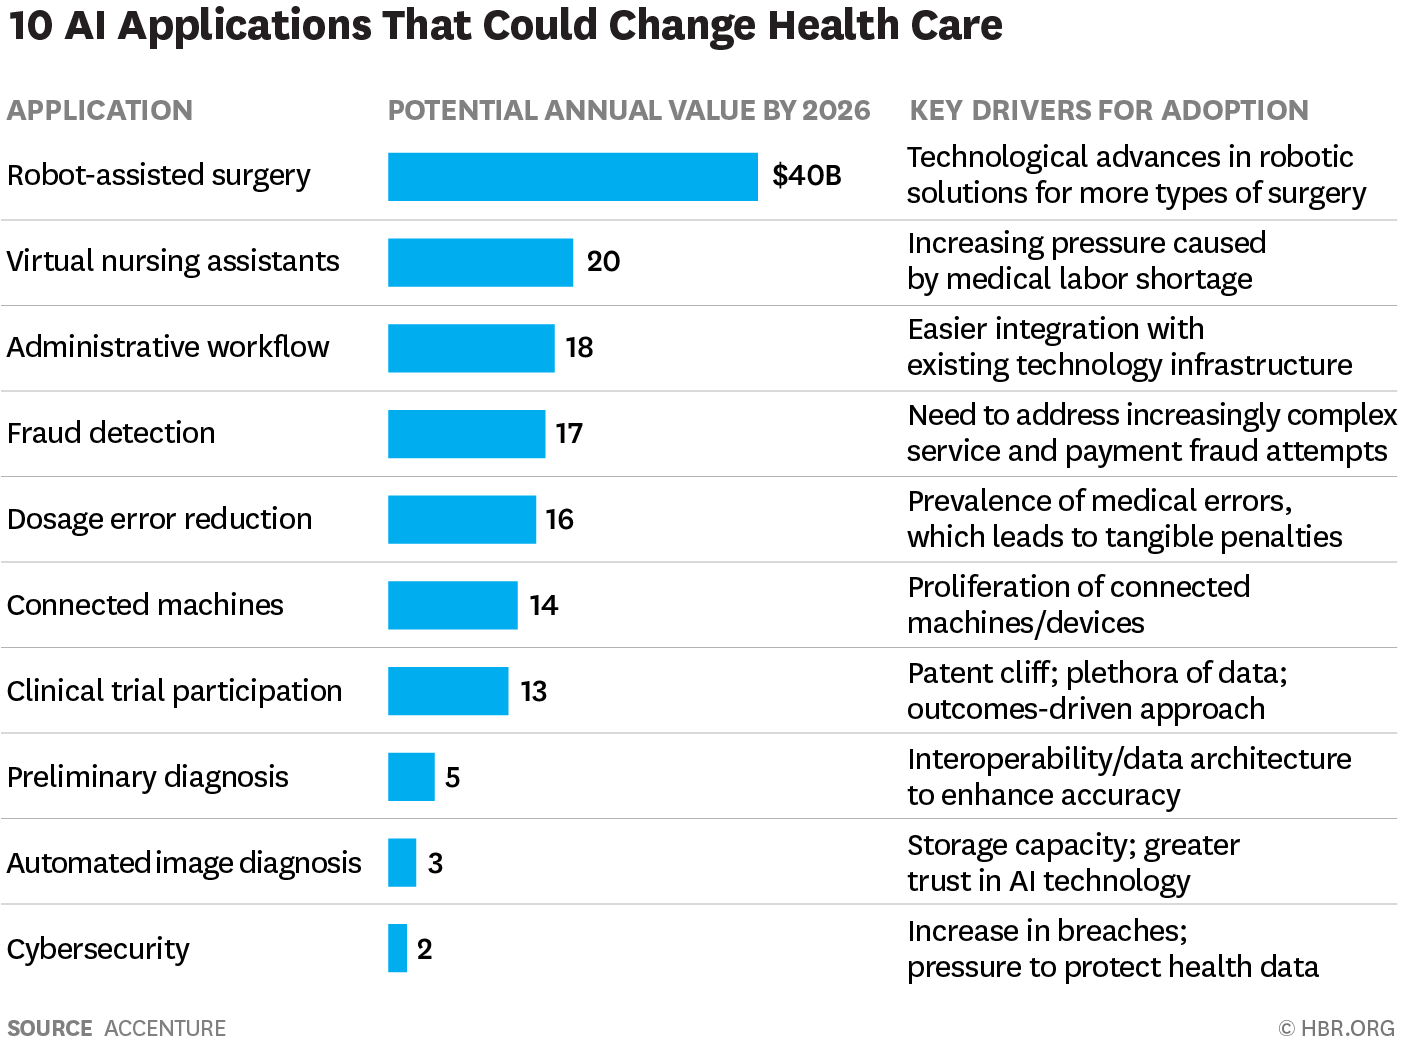 10 AI Applications That Could Change Health Care
APPLICATION POTENTIAL ANNUAL VALUE BY 2026 KEY DRIVERS FOR ADOPTION
Robot-assisted surgery $40B Technological advances in robotic
solutions for more types of surgery
Virtual nursing assistants 20 Increasing pressure caused
by medical labor shortage
Administrative workflow 18 Easier integration with
existing technology infrastructure
Fraud detection 17 Need to address increasingly complex
service and payment fraud attempts
Dosage error reduction 16 Prevalence of medical errors,
which leads to tangible penalties
Connected machines 14 Proliferation of connected
machines/devices
Clinical trial participation 13 Patent cliff; plethora of data;
outcomes-driven approach
Preliminary diagnosis 5 Interoperability/data architecture
to enhance accuracy
Automated image diagnosis 3 Storage capacity; greater
trust in AI technology
Cybersecurity 2 Increase in breaches;
pressure to protect health data
SOURCE ACCENTURE © HBR.ORG